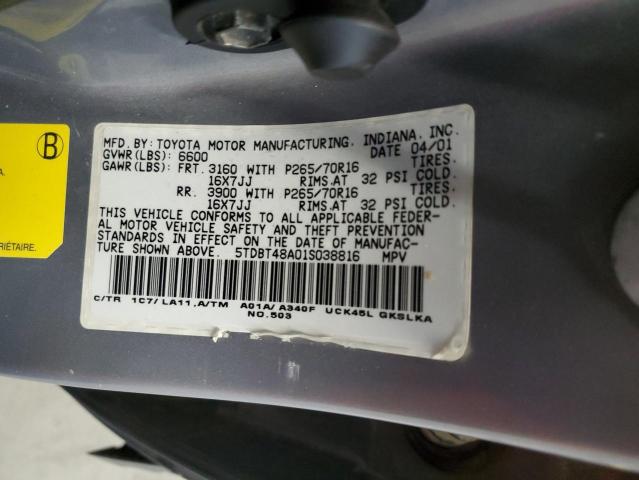 B
A.
RIÉTAIRE.
MFD. BY: TOYOTA MOTOR MANUFACTURING, INDIANA, INC.
GVWR(LBS): 6600 DATE 04/01
GAWR(LBS): FRT. 3160 WITH P265/70R16 TIRES.
16X7JJ RIMS.AT 32 PSI COLD.
RR. 3900 WITH P265/70R16 TIRES.
16X7JJ RIMS.AT 32 PSI COLD.
THIS VEHICLE CONFORMS TO ALL APPLICABLE FEDER-
AL MOTOR VEHICLE SAFETY AND THEFT PREVENTION
STANDARDS IN EFFECT ON THE DATE OF MANUFAC-
TURE SHOWN ABOVE. 5TDBT48A01S038816 MPV
C/TR 1C7/LA11.A/TM A01A/A340F UCK45L GKSLKA
NO.503